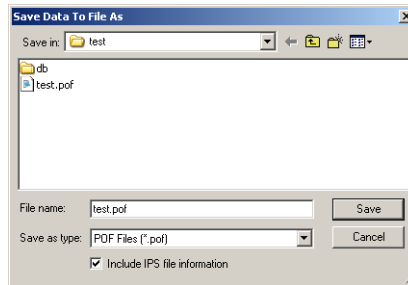 Save Data To File As
Save in: test
db
test.pof
File name: test.pof Save
Save as type: POF Files (*.pof) Cancel
Include IPS file information